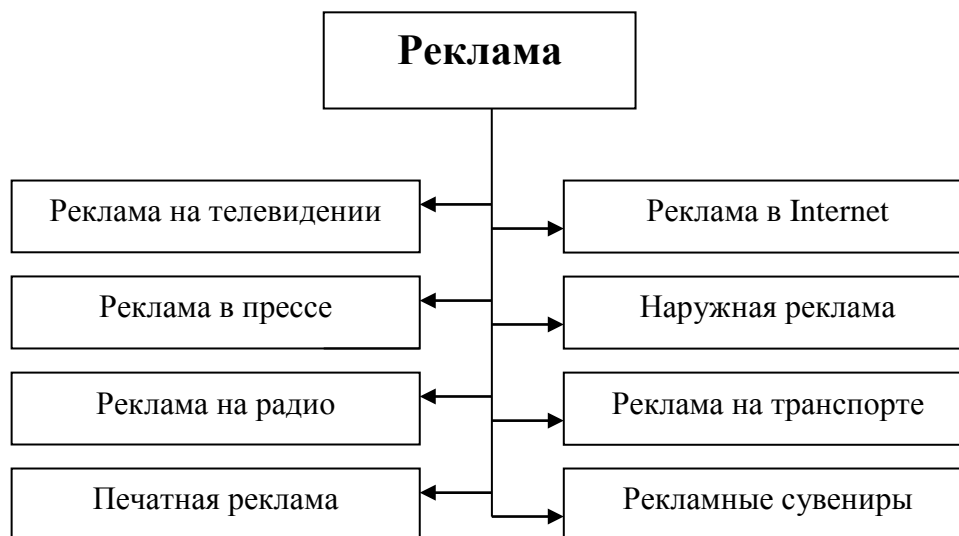 Реклама
Реклама на телевидении
Реклама в Internet
Реклама в прессе
Наружная реклама
Реклама на радио
Реклама на транспорте
Печатная реклама
Рекламные сувениры